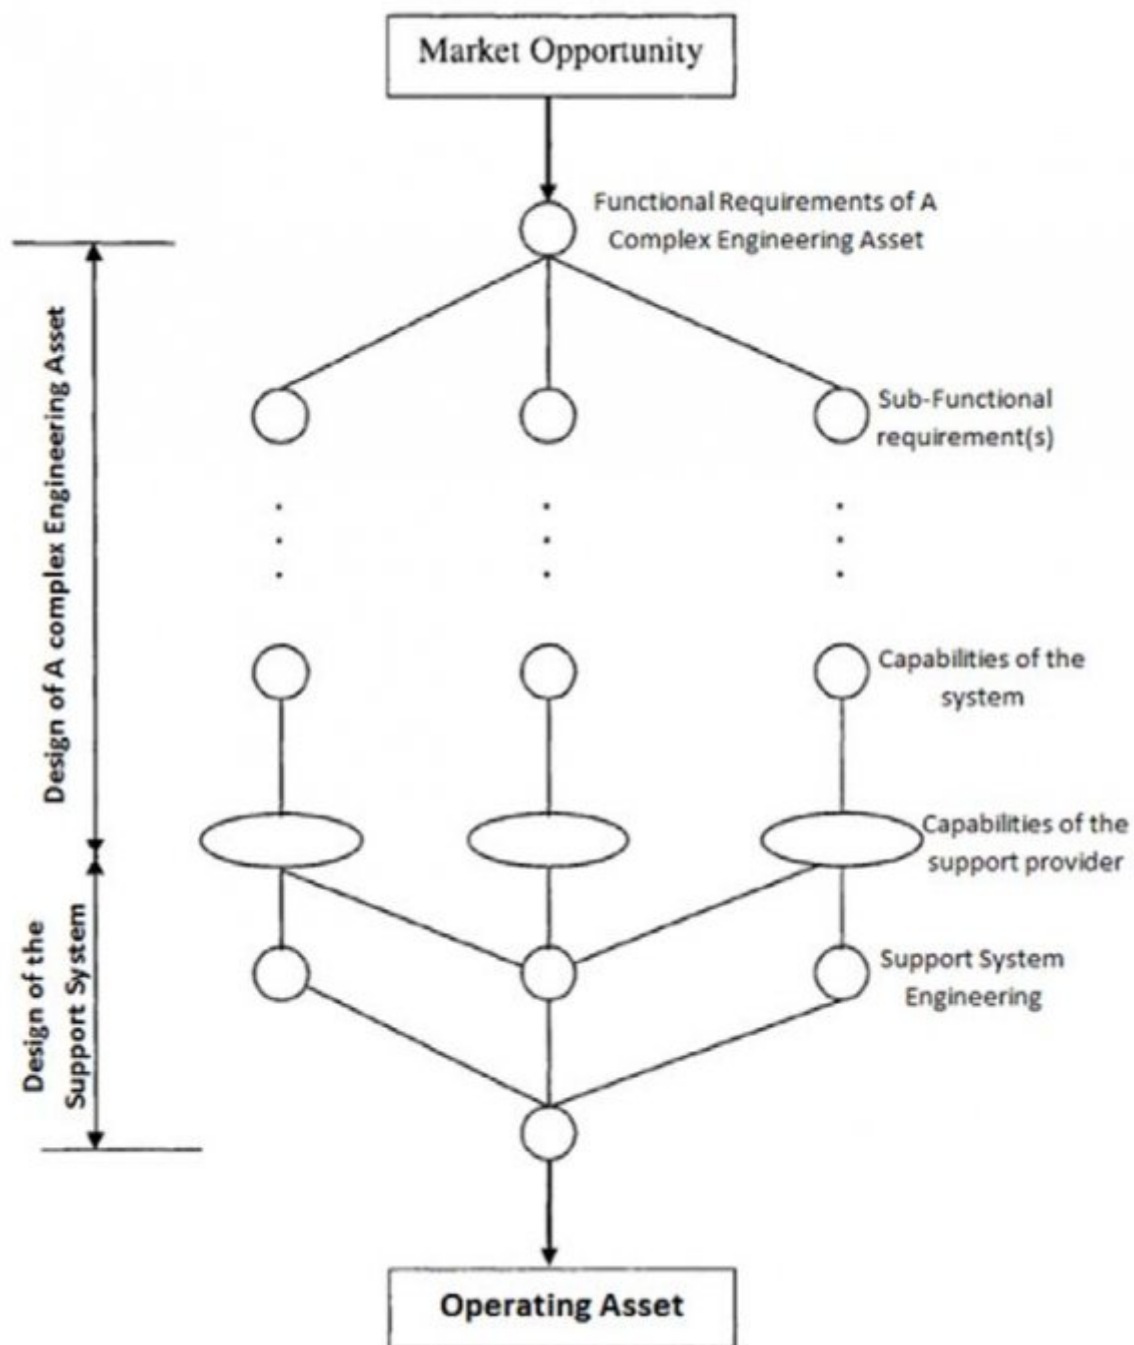 Market Opportunity
Functional Requirements of A
Complex Engineering Asset
Design of A complex Engineering Asset
Sub-Functional
requirement(s)
Capabilities of the
system
Capabilities of the
support provider
Design of the
Support System
Support System
Engineering
Operating Asset